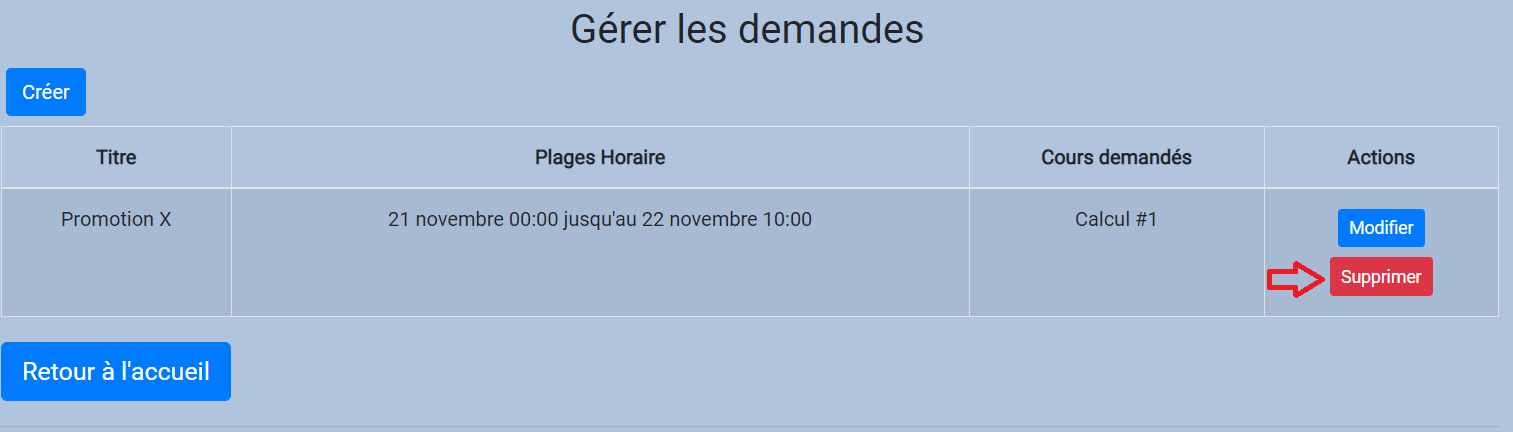 Gérer les demandes
Créer
Titre Plages Horaire Cours demandés Actions
Promotion X 21 novembre 00:00 jusqu'au 22 novembre 10:00 Calcul #1 Modifier
Supprimer
Retour à l'accueil